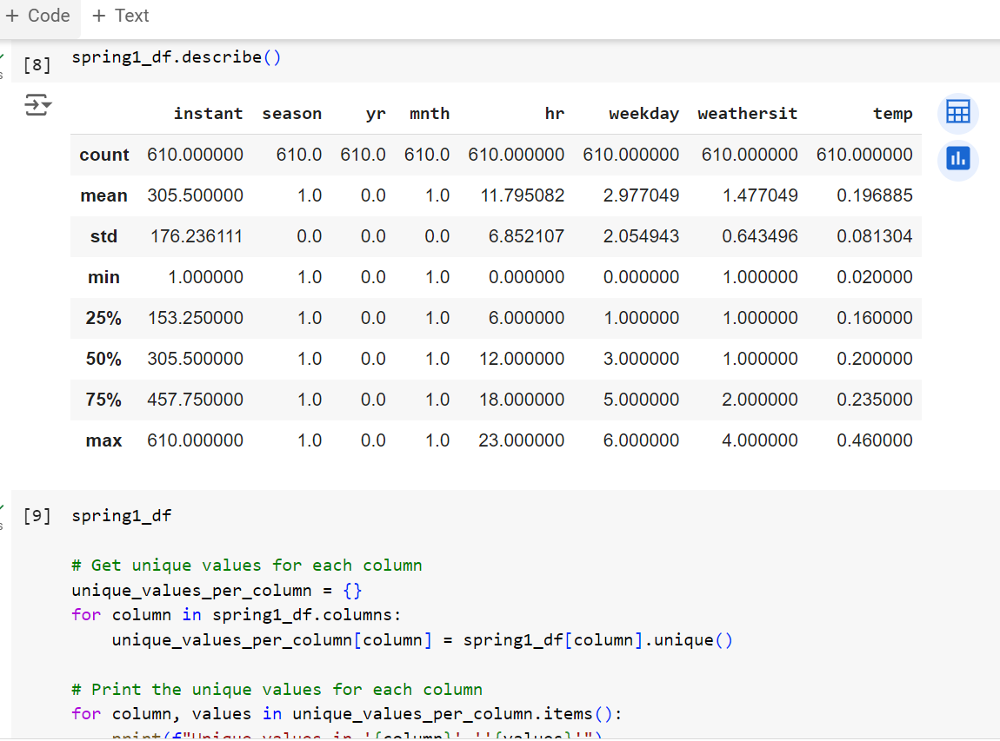 + Code + Text
[8] spring1_df.describe()
instant season yr mnth hr weekday weathersit temp
count 610.000000 610.0 610.0 610.0 610.000000 610.000000 610.000000 610.000000
mean 305.500000 1.0 0.0 1.0 11.795082 2.977049 1.477049 0.196885
std 176.236111 0.0 0.0 0.0 6.852107 2.054943 0.643496 0.081304
min 1.000000 1.0 0.0 1.0 0.000000 0.000000 1.000000 0.020000
25% 153.250000 1.0 0.0 1.0 6.000000 1.000000 1.000000 0.160000
50% 305.500000 1.0 0.0 1.0 12.000000 3.000000 1.000000 0.200000
75% 457.750000 1.0 0.0 1.0 18.000000 5.000000 2.000000 0.235000
max 610.000000 1.0 0.0 1.0 23.000000 6.000000 4.000000 0.460000
[9] spring1_df
# Get unique values for each column
unique_values_per_column = {}
for column in spring1_df.columns:
unique_values_per_column[column] = spring1_df[column].unique()
# Print the unique values for each column
for column, values in unique_values_per_column.items():
print(f"Unique values in '{column}'